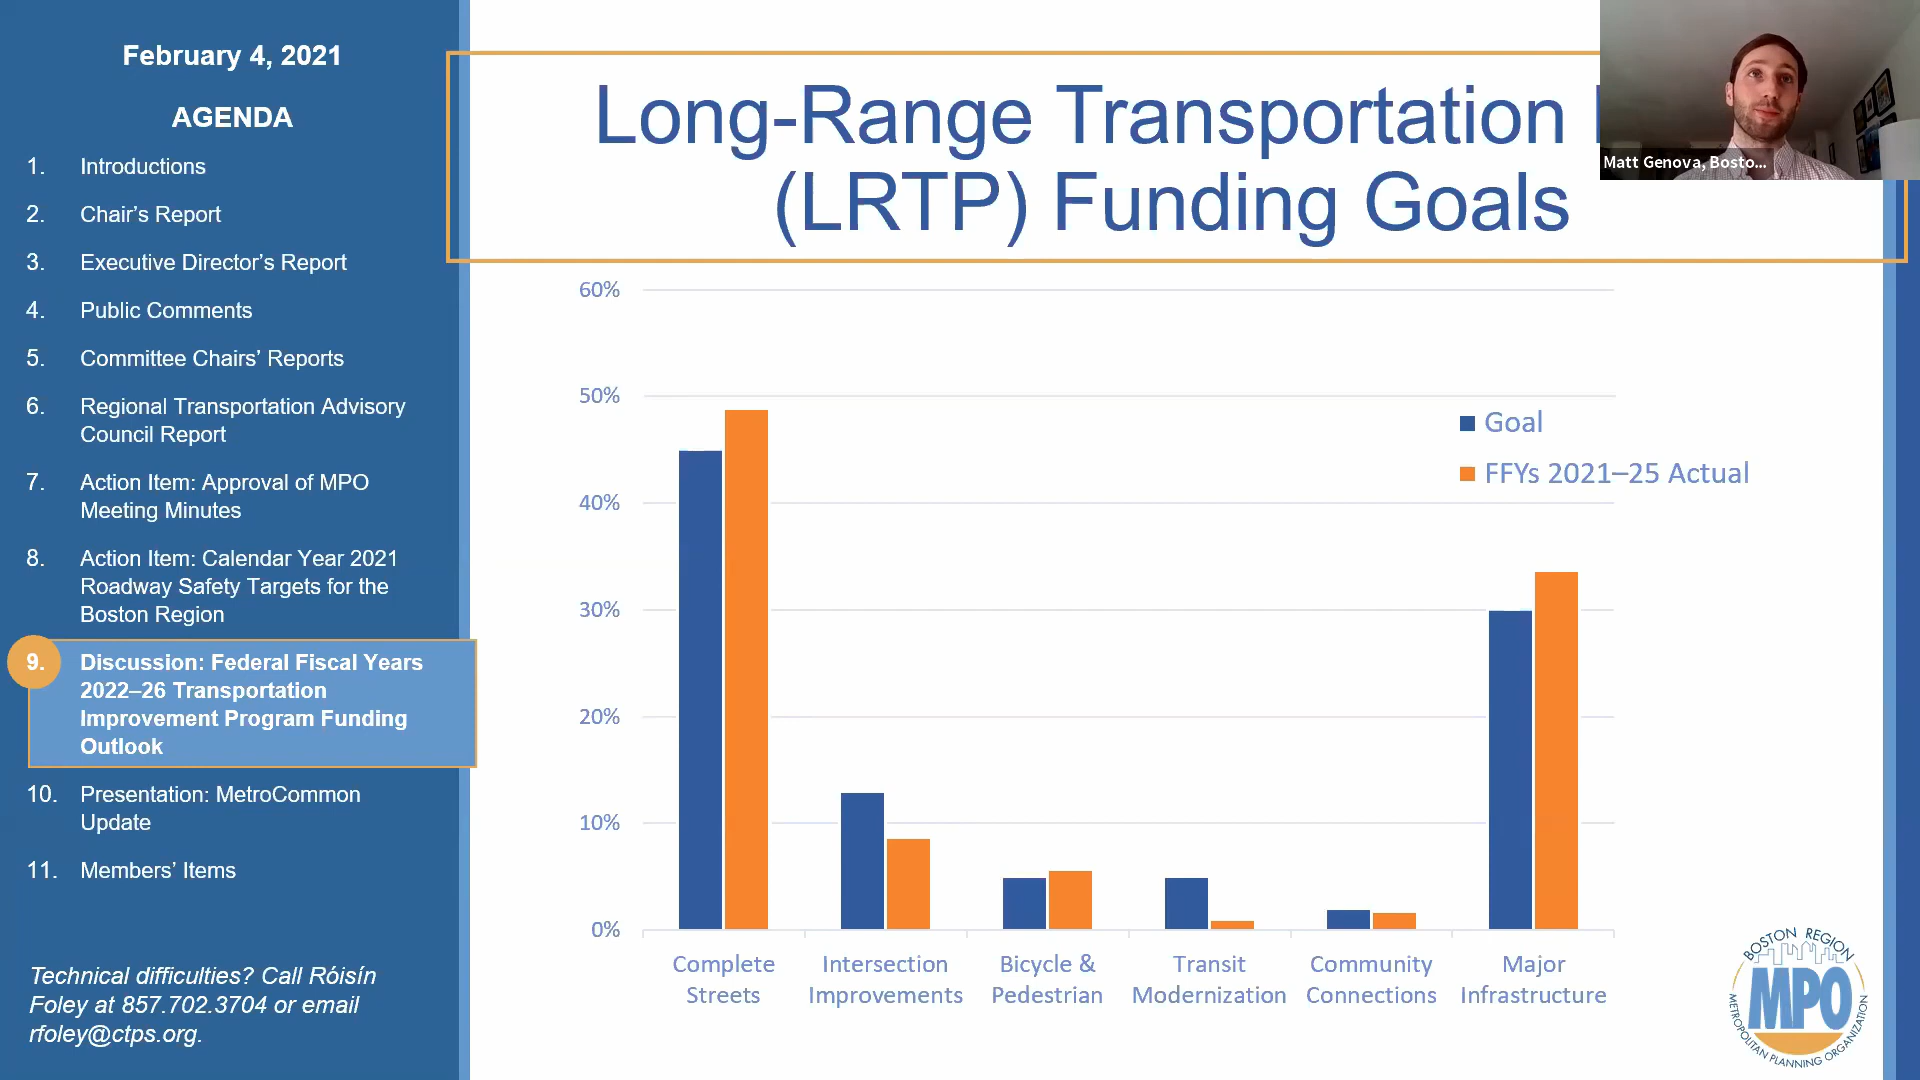 February 4, 2021
AGENDA
1. Introductions
2. Chair's Report
3. Executive Director's Report
4. Public Comments
5. Committee Chairs' Reports
6. Regional Transportation Advisory
Council Report
7. Action Item: Approval of MPO
Meeting Minutes
8. Action Item: Calendar Year 2021
Roadway Safety Targets for the
Boston Region
9. Discussion: Federal Fiscal Years
2022–26 Transportation
Improvement Program Funding
Outlook
10. Presentation: MetroCommon
Update
11. Members' Items
Technical difficulties? Call Róisín
Foley at 857.702.3704 or email
rfoley@ctps.org.
Long-Range Transportation
(LRTP) Funding Goals
Matt Genova, Bosto...
60%
50%
40%
30%
20%
10%
0%
Goal
FFYs 2021–25 Actual
Complete
Streets
Intersection
Improvements
Bicycle &
Pedestrian
Transit
Modernization
Community
Connections
Major
Infrastructure
BOSTON REGION
MPO
METROPOLITAN PLANNING ORGANIZATION